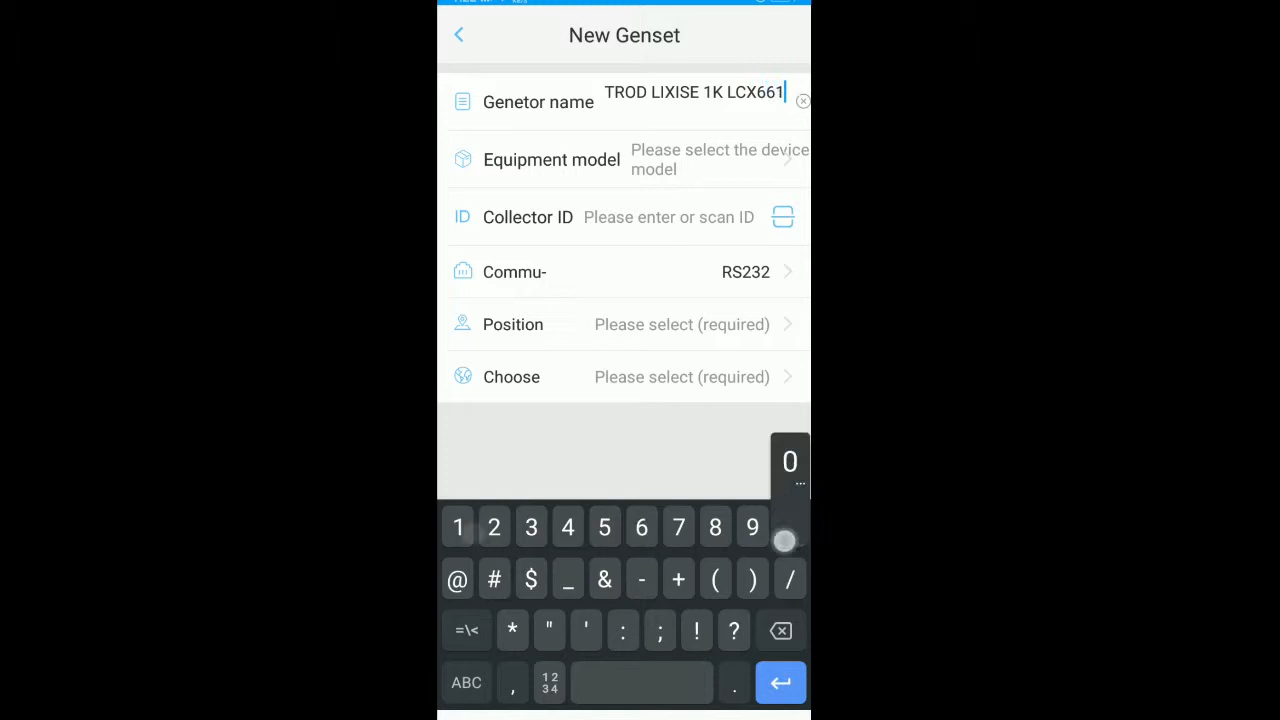 New Genset
Genetor name TROD LIXISE 1K LCX661
Equipment model Please select the device
model
ID Collector ID Please enter or scan ID
Commu- RS232
Position Please select (required)
Choose Please select (required)
0
...
1 2 3 4 5 6 7 8 9
@ # $ _ & - + ( ) /
=\< * " ' : ; ! ?
ABC , 12 .
34